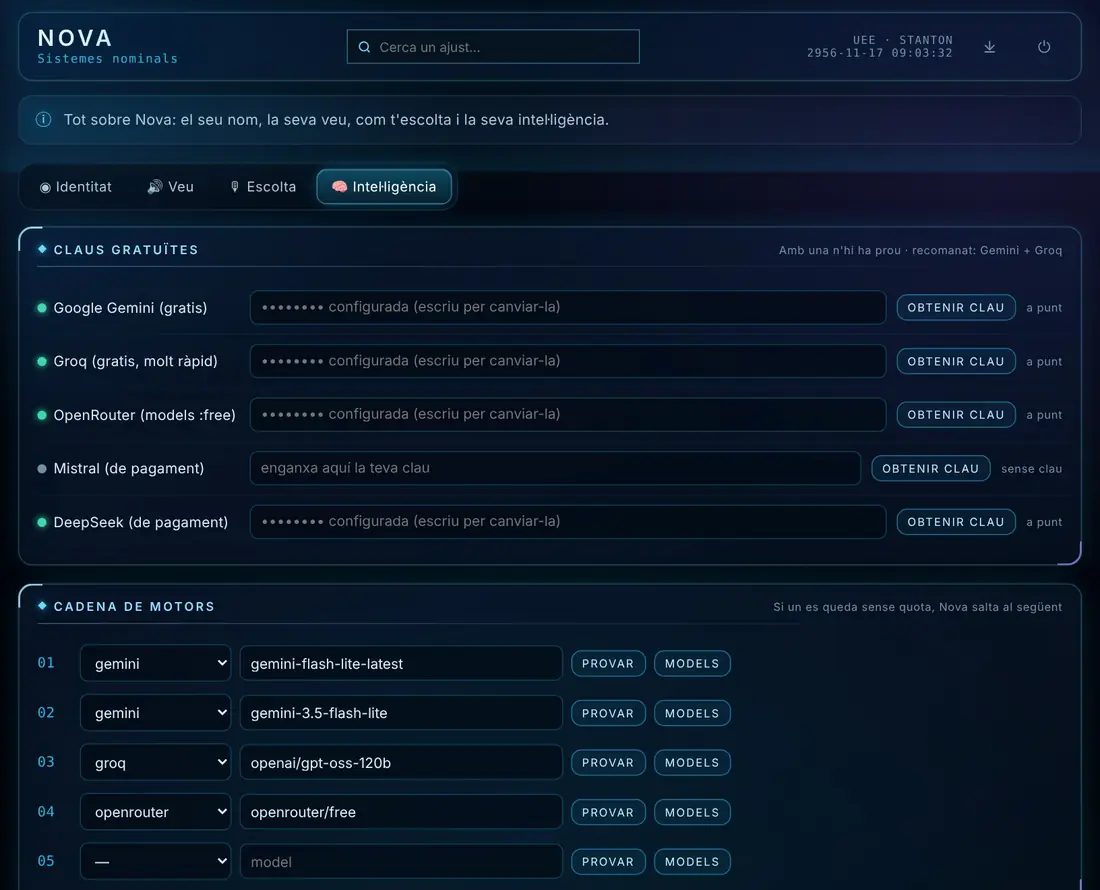 NOVA
Sistemes nominals
Cerca un ajust...
UEE · STANTON
2956-11-17 09:03:32
Tot sobre Nova: el seu nom, la seva veu, com t'escolta i la seva intel·ligència.
Identitat
Veu
Escolta
Intel·ligència
CLAUS GRATUÏTES
Amb una n'hi ha prou · recomanat: Gemini + Groq
Google Gemini (gratis)
•••••••• configurada (escriu per canviar-la)
OBTENIR CLAU
a punt
Groq (gratis, molt ràpid)
•••••••• configurada (escriu per canviar-la)
OBTENIR CLAU
a punt
OpenRouter (models :free)
•••••••• configurada (escriu per canviar-la)
OBTENIR CLAU
a punt
Mistral (de pagament)
enganxa aquí la teva clau
OBTENIR CLAU
sense clau
DeepSeek (de pagament)
•••••••• configurada (escriu per canviar-la)
OBTENIR CLAU
a punt
CADENA DE MOTORS
Si un es queda sense quota, Nova salta al següent
01
gemini
gemini-flash-lite-latest
PROVAR
MODELS
02
gemini
gemini-3.5-flash-lite
PROVAR
MODELS
03
groq
openai/gpt-oss-120b
PROVAR
MODELS
04
openrouter
openrouter/free
PROVAR
MODELS
05
—
model
PROVAR
MODELS